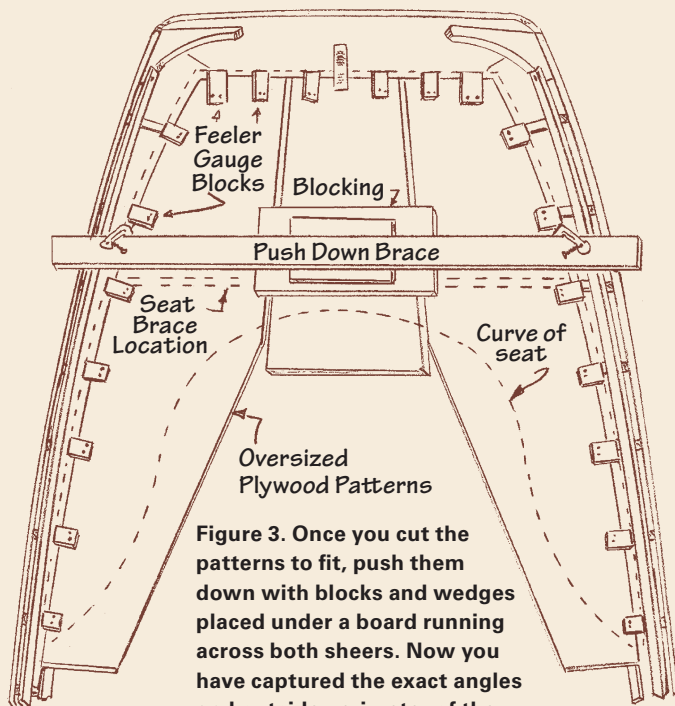 Feeler
Gauge
Blocks
Blocking
Push Down Brace
Seat
Brace
Location
Curve of
seat
Oversized
Plywood Patterns
Figure 3. Once you cut the
patterns to fit, push them
down with blocks and wedges
placed under a board running
across both sheers. Now you
have captured the exact angles